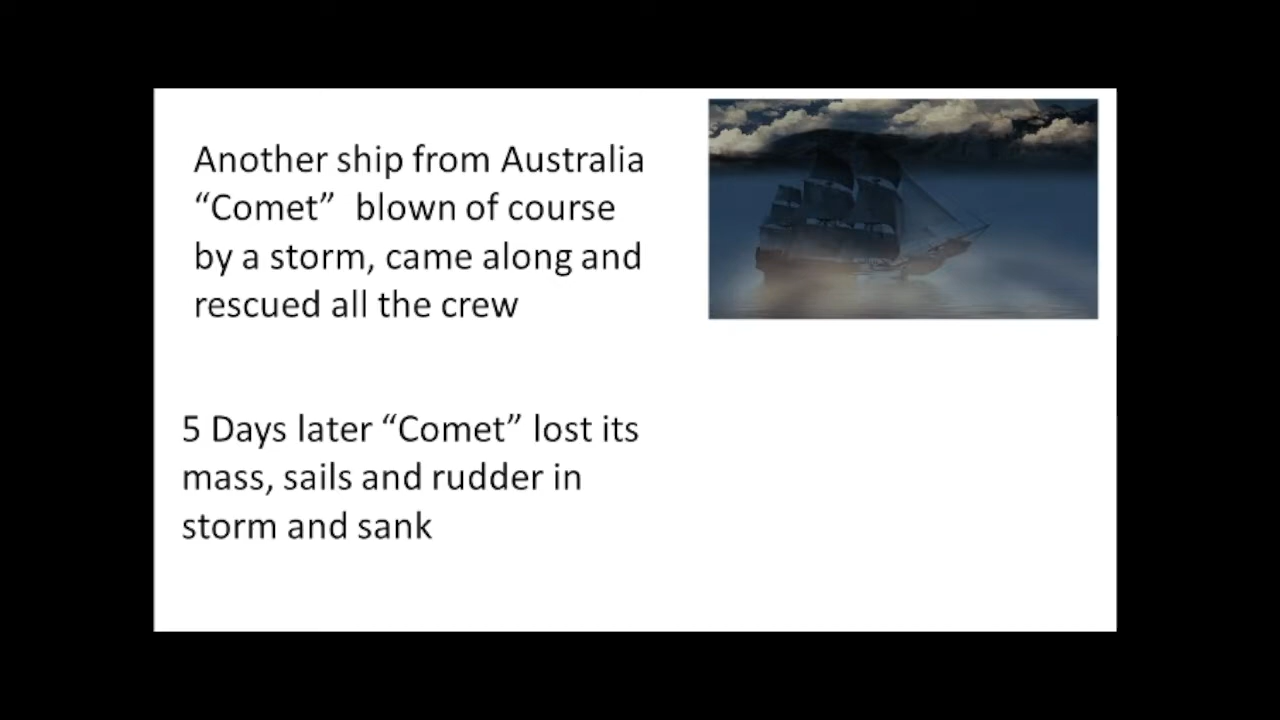 Another ship from Australia
“Comet”  blown of course
by a storm, came along and
rescued all the crew
5 Days later “Comet” lost its
mass, sails and rudder in
storm and sank